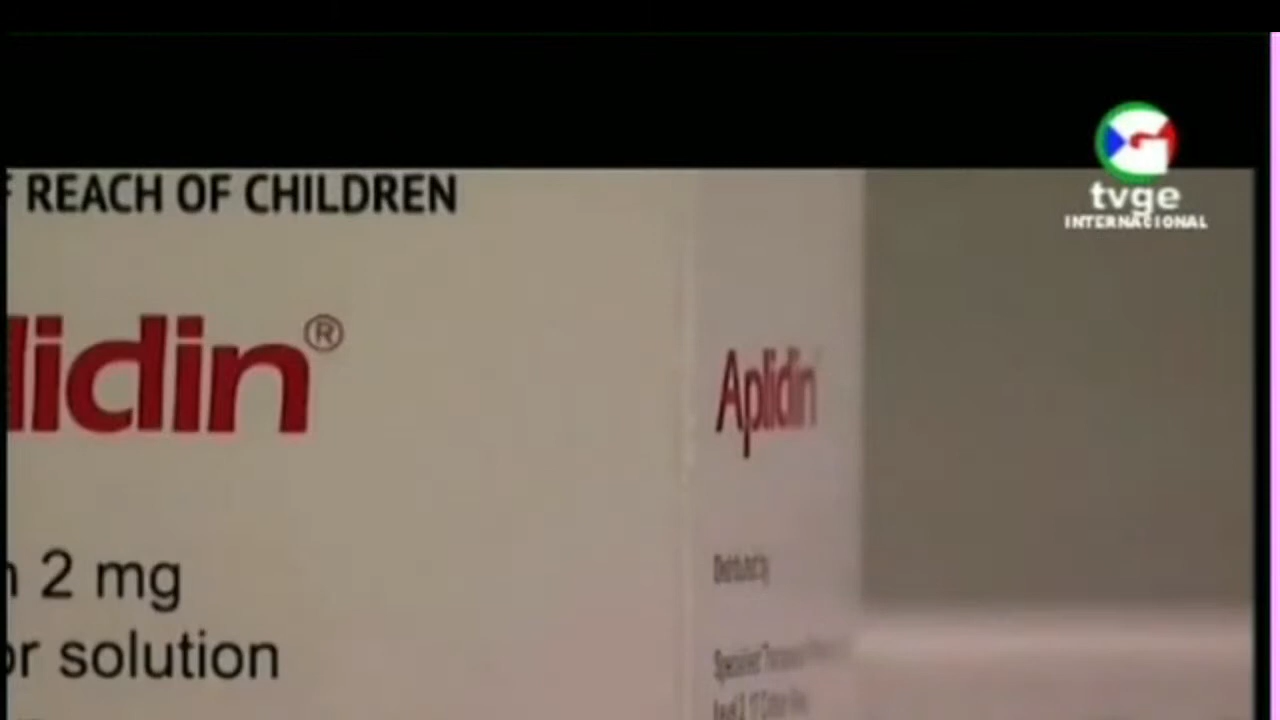 REACH OF CHILDREN
tvge
INTERNACIONAL
lidin®
Aplidin
2 mg
or solution